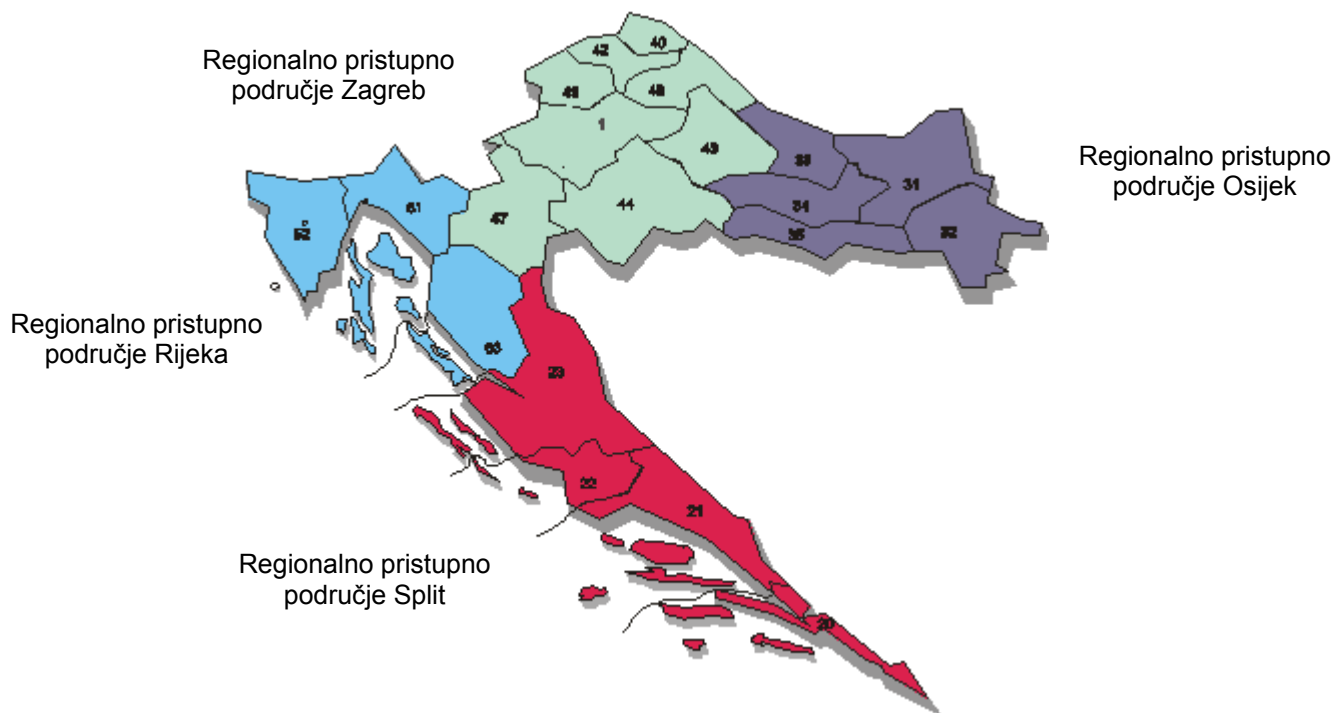 Regionalno pristupno
područje Zagreb
Regionalno pristupno
područje Osijek
Regionalno pristupno
područje Rijeka
Regionalno pristupno
područje Split
40
42
49
48
1
43
33
31
44
34
47
35
32
51
52
53
23
22
21
20